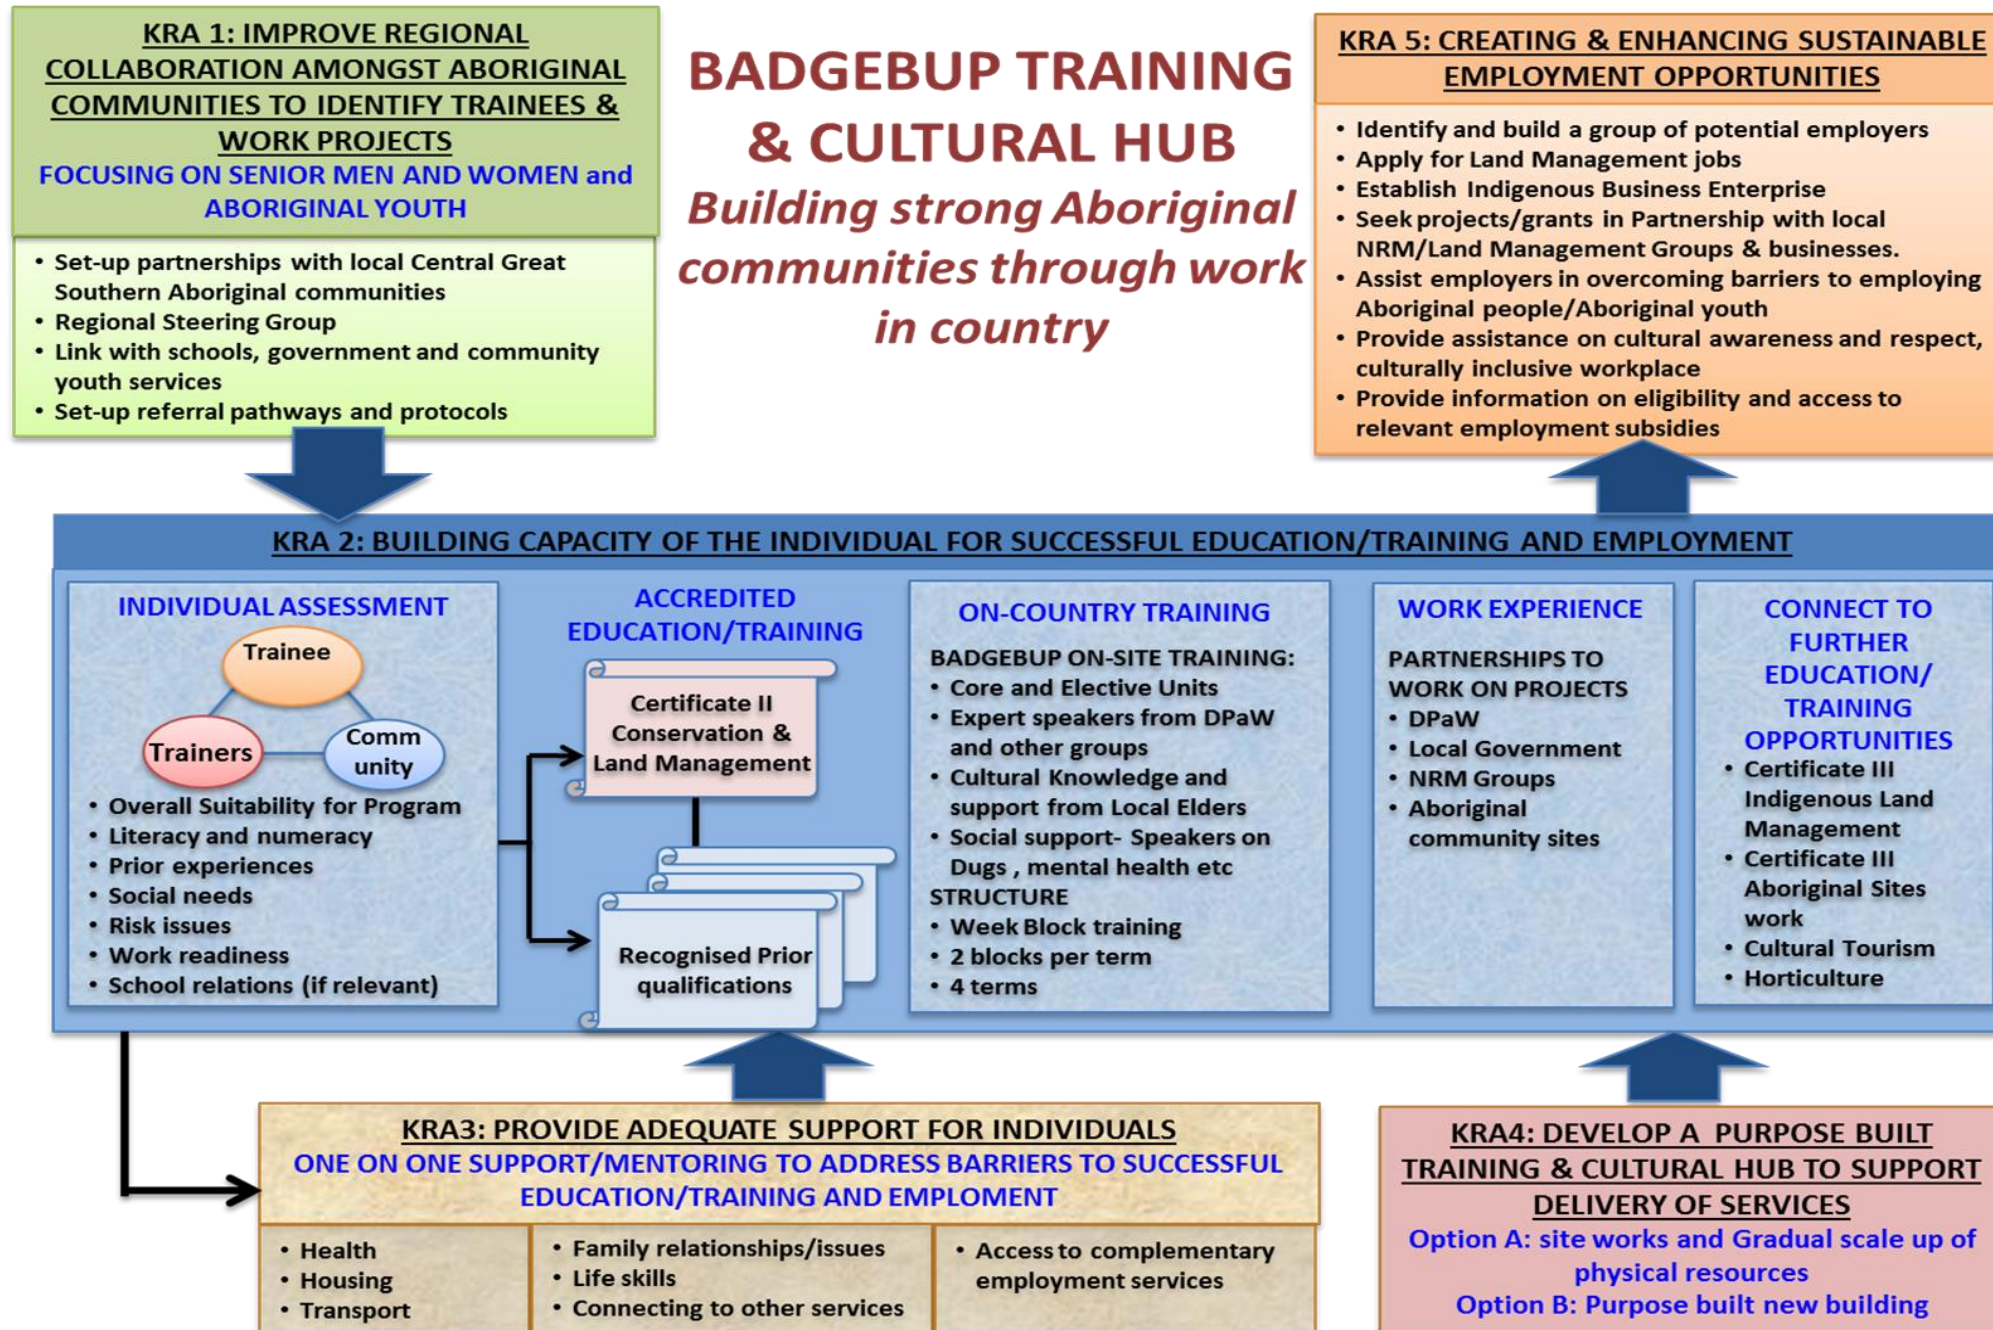 KRA 1: IMPROVE REGIONAL
COLLABORATION AMONGST ABORIGINAL
COMMUNITIES TO IDENTIFY TRAINEES &
WORK PROJECTS
FOCUSING ON SENIOR MEN AND WOMEN and
ABORIGINAL YOUTH
• Set-up partnerships with local Central Great
Southern Aboriginal communities
• Regional Steering Group
• Link with schools, government and community
youth services
• Set-up referral pathways and protocols
BADGEBUP TRAINING
& CULTURAL HUB
Building strong Aboriginal
communities through work
in country
KRA 5: CREATING & ENHANCING SUSTAINABLE
EMPLOYMENT OPPORTUNITIES
• Identify and build a group of potential employers
• Apply for Land Management jobs
• Establish Indigenous Business Enterprise
• Seek projects/grants in Partnership with local
NRM/Land Management Groups & businesses.
• Assist employers in overcoming barriers to employing
Aboriginal people/Aboriginal youth
• Provide assistance on cultural awareness and respect,
culturally inclusive workplace
• Provide information on eligibility and access to
relevant employment subsidies
KRA 2: BUILDING CAPACITY OF THE INDIVIDUAL FOR SUCCESSFUL EDUCATION/TRAINING AND EMPLOYMENT
INDIVIDUAL ASSESSMENT
Trainee
Trainers
Comm
unity
• Overall Suitability for Program
• Literacy and numeracy
• Prior experiences
• Social needs
• Risk issues
• Work readiness
• School relations (if relevant)
ACCREDITED
EDUCATION/TRAINING
Certificate II
Conservation &
Land Management
Recognised Prior
qualifications
ON-COUNTRY TRAINING
BADGEBUP ON-SITE TRAINING:
• Core and Elective Units
• Expert speakers from DPaW
and other groups
• Cultural Knowledge and
support from Local Elders
• Social support- Speakers on
Dugs , mental health etc
STRUCTURE
• Week Block training
• 2 blocks per term
• 4 terms
WORK EXPERIENCE
PARTNERSHIPS TO
WORK ON PROJECTS
• DPaW
• Local Government
• NRM Groups
• Aboriginal
community sites
CONNECT TO
FURTHER
EDUCATION/
TRAINING
OPPORTUNITIES
• Certificate III
Indigenous Land
Management
• Certificate III
Aboriginal Sites
work
• Cultural Tourism
• Horticulture
KRA3: PROVIDE ADEQUATE SUPPORT FOR INDIVIDUALS
ONE ON ONE SUPPORT/MENTORING TO ADDRESS BARRIERS TO SUCCESSFUL
EDUCATION/TRAINING AND EMPLOMENT
• Health
• Housing
• Transport
• Family relationships/issues
• Life skills
• Connecting to other services
• Access to complementary
employment services
KRA4: DEVELOP A PURPOSE BUILT
TRAINING & CULTURAL HUB TO SUPPORT
DELIVERY OF SERVICES
Option A: site works and Gradual scale up of
physical resources
Option B: Purpose built new building